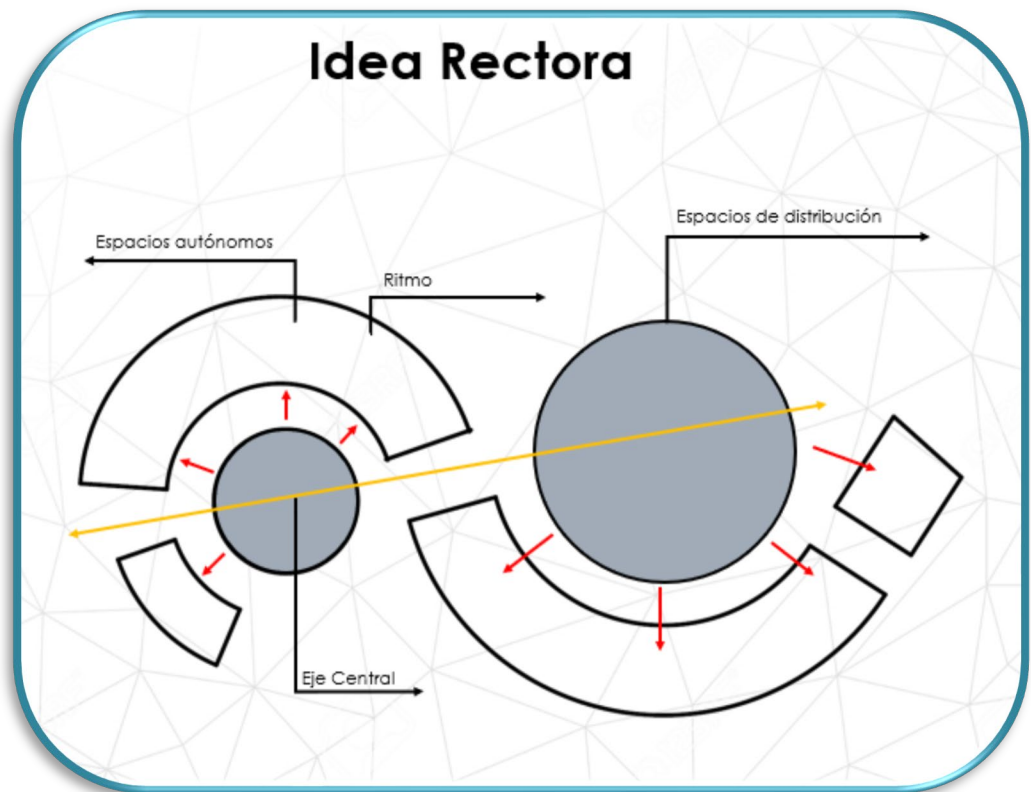 Idea Rectora
Espacios de distribución
Espacios autónomos
Ritmo
Eje Central